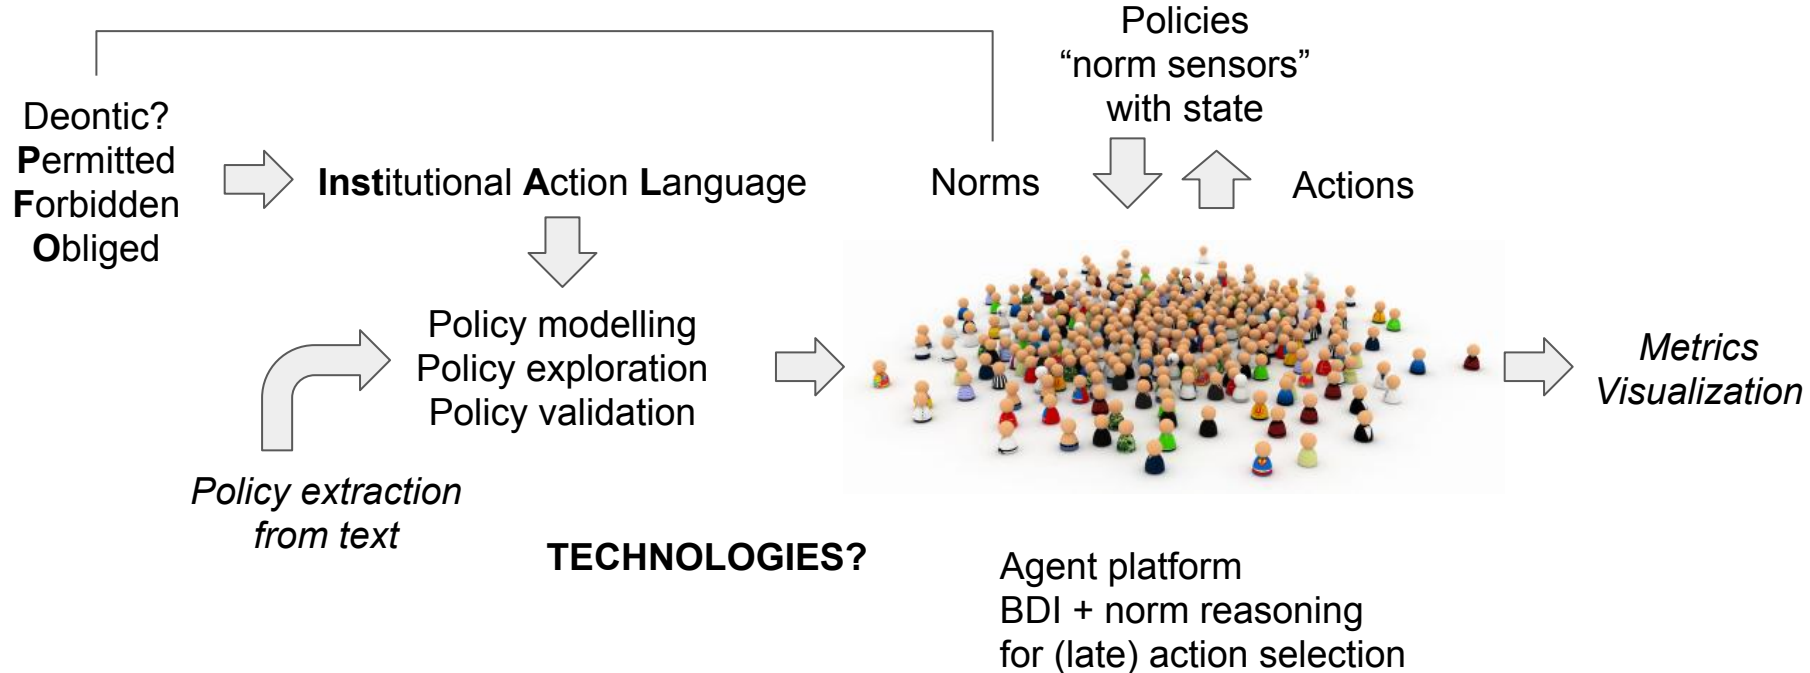 Policies
“norm sensors”
with state
Deontic?
Permitted
Forbidden
Obliged
Institutional Action Language
Norms
Actions
Policy modelling
Policy exploration
Policy validation
Metrics
Visualization
Policy extraction
from text
TECHNOLOGIES?
Agent platform
BDI + norm reasoning
for (late) action selection